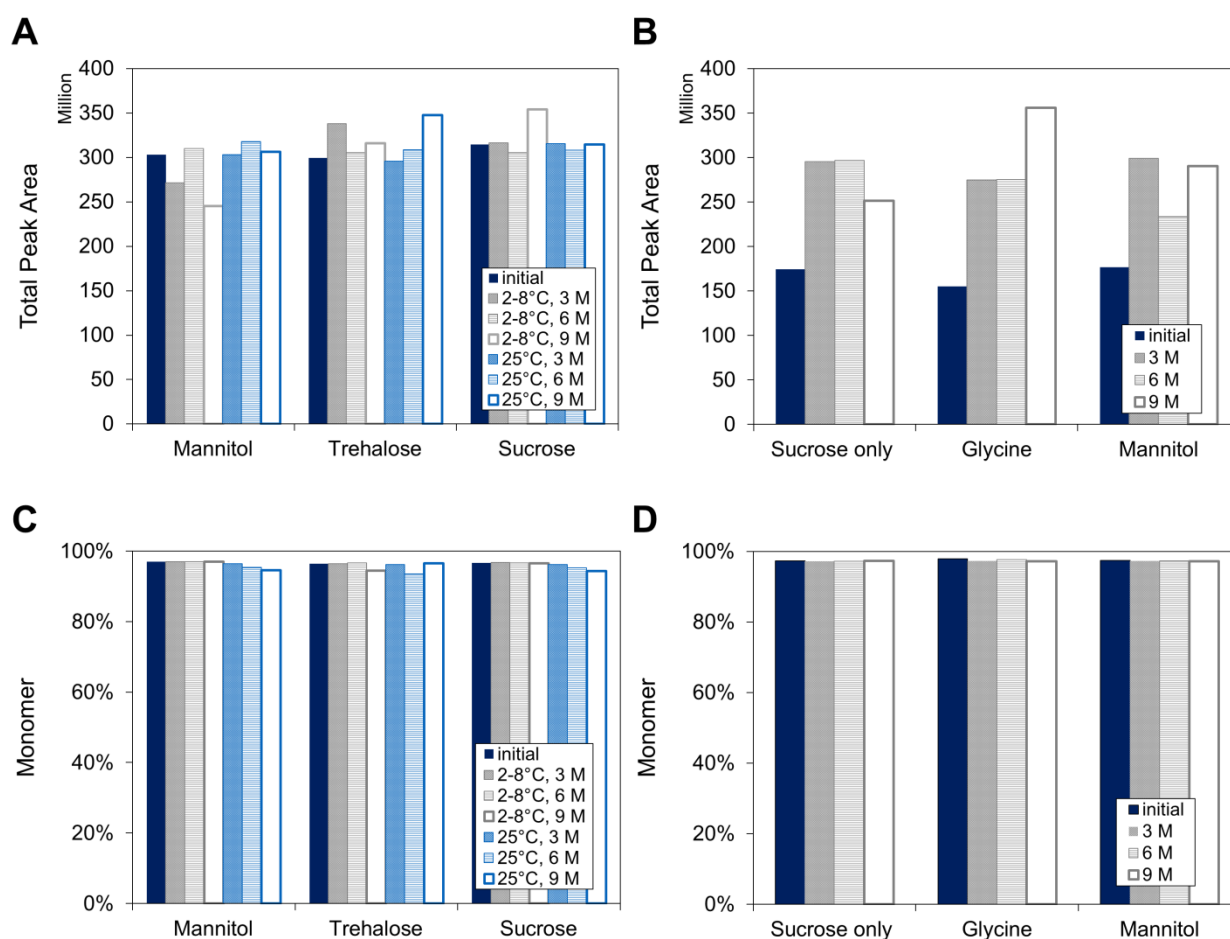 A
Million
Total Peak Area
400
350
300
250
200
150
100
50
0
initial
2-8°C, 3 M
2-8°C, 6 M
2-8°C, 9 M
25°C, 3 M
25°C, 6 M
25°C, 9 M
Mannitol Trehalose Sucrose
B
Million
Total Peak Area
400
350
300
250
200
150
100
50
0
initial
3 M
6 M
9 M
Sucrose only Glycine Mannitol
C
Monomer
100%
80%
60%
40%
20%
0%
initial
2-8°C, 3 M
2-8°C, 6 M
2-8°C, 9 M
25°C, 3 M
25°C, 6 M
25°C, 9 M
Mannitol Trehalose Sucrose
D
Monomer
100%
80%
60%
40%
20%
0%
initial
3 M
6 M
9 M
Sucrose only Glycine Mannitol